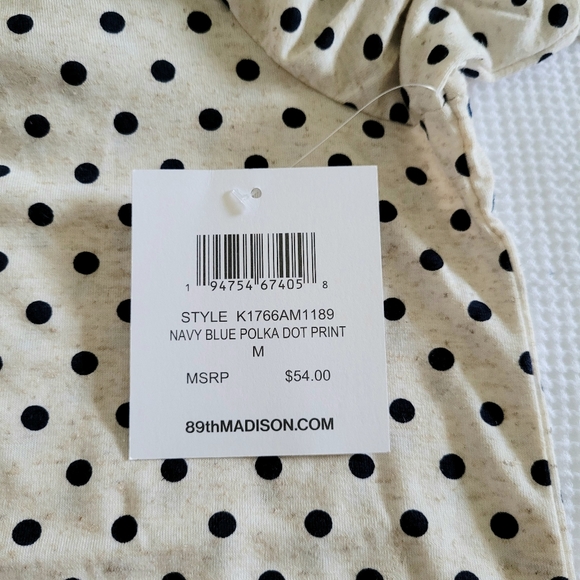 1 94754 67405 8
STYLE K1766AM1189
NAVY BLUE POLKA DOT PRINT
M
MSRP $54.00
89thMADISON.COM